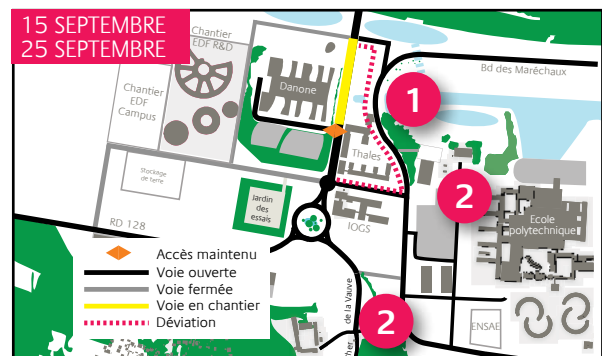 15 SEPTEMBRE
25 SEPTEMBRE
Chantier
EDF R&D
Bd des Maréchaux
Danone
Chantier
EDF
Campus
1
Thales
Stockage
de terre
2
Jardin
des
essais
Ecole
polytechnique
RD 128
IOGS
Accès maintenu
Voie ouverte
Voie fermée
Voie en chantier
Déviation
de la Vauve
2
ENSAE